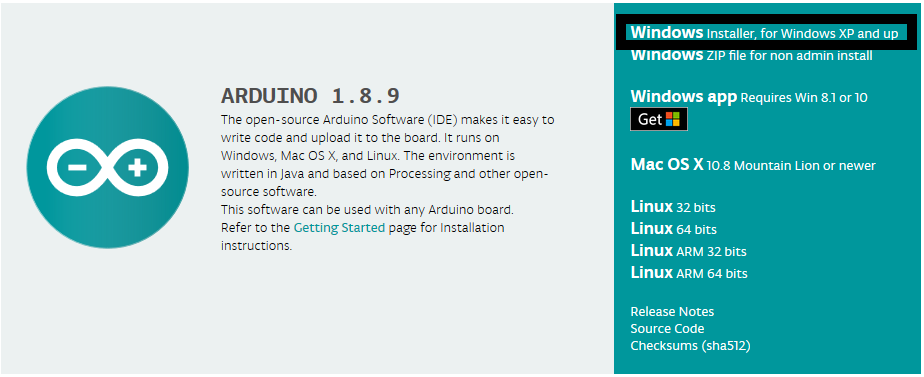 ARDUINO 1.8.9
The open-source Arduino Software (IDE) makes it easy to
write code and upload it to the board. It runs on
Windows, Mac OS X, and Linux. The environment is
written in Java and based on Processing and other open-
source software.
This software can be used with any Arduino board.
Refer to the Getting Started page for Installation
instructions.
Windows Installer, for Windows XP and up
Windows ZIP file for non admin install
Windows app Requires Win 8.1 or 10
Get
Mac OS X 10.8 Mountain Lion or newer
Linux 32 bits
Linux 64 bits
Linux ARM 32 bits
Linux ARM 64 bits
Release Notes
Source Code
Checksums (sha512)